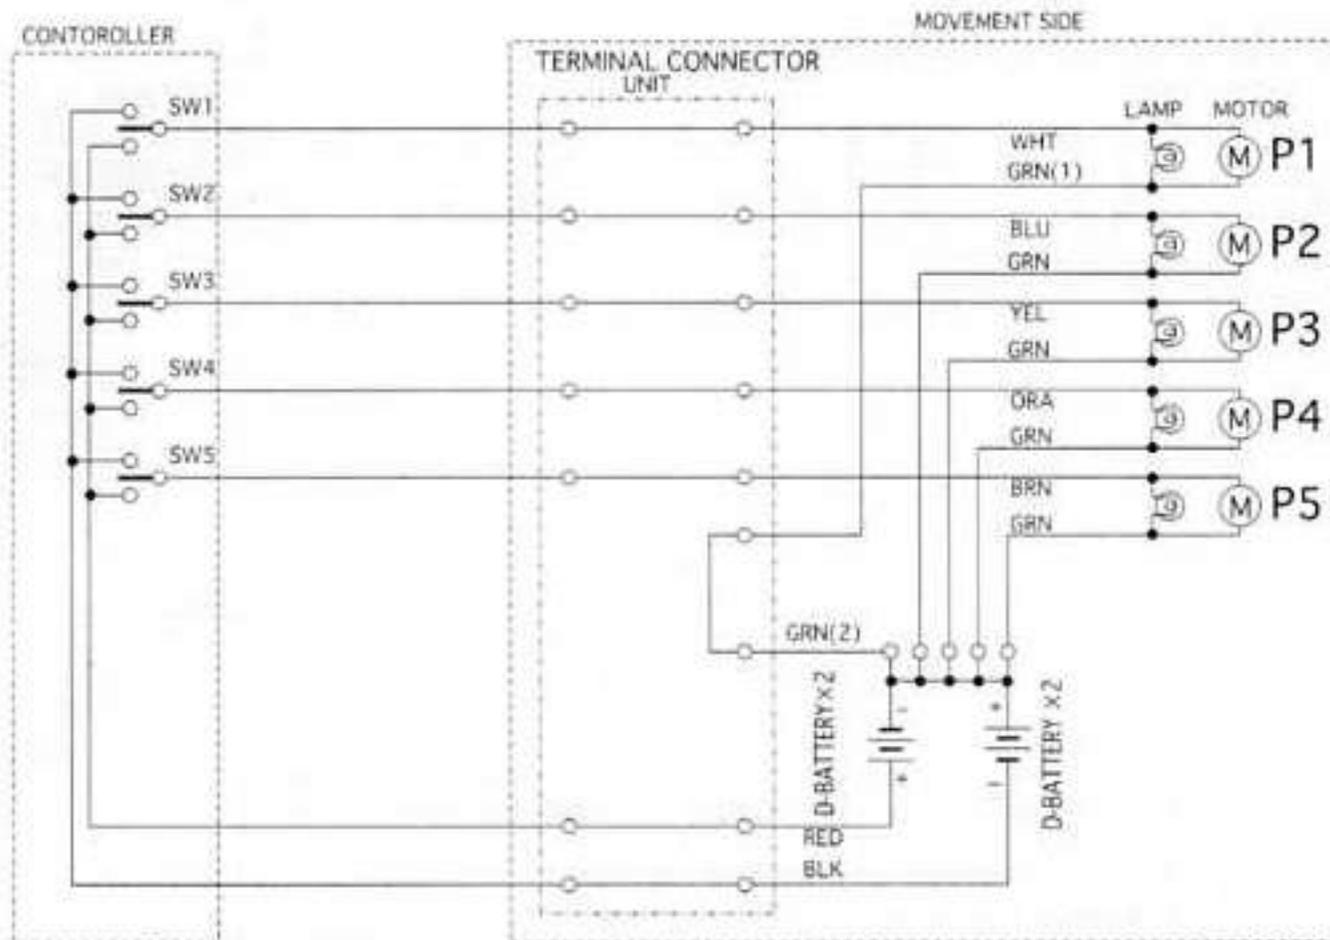 CONTOROLLER
MOVEMENT SIDE
TERMINAL CONNECTOR
UNIT
SW1
LAMP
MOTOR
WHT
GRN(1)
M
P1
SW2
BLU
GRN
M
P2
SW3
YEL
GRN
M
P3
SW4
ORA
GRN
M
P4
SW5
BRN
GRN
M
P5
GRN(2)
D-BATTERY×2
-
+
+
-
D-BATTERY ×2
RED
BLK